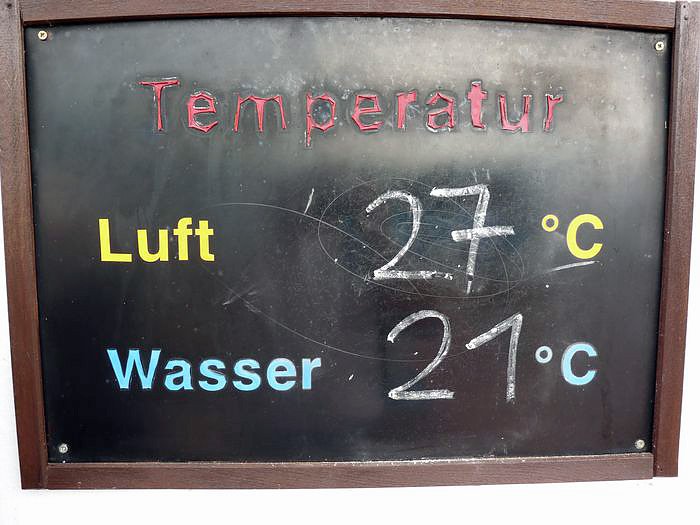 Temperatur
Luft 27 °C
Wasser 21 °C